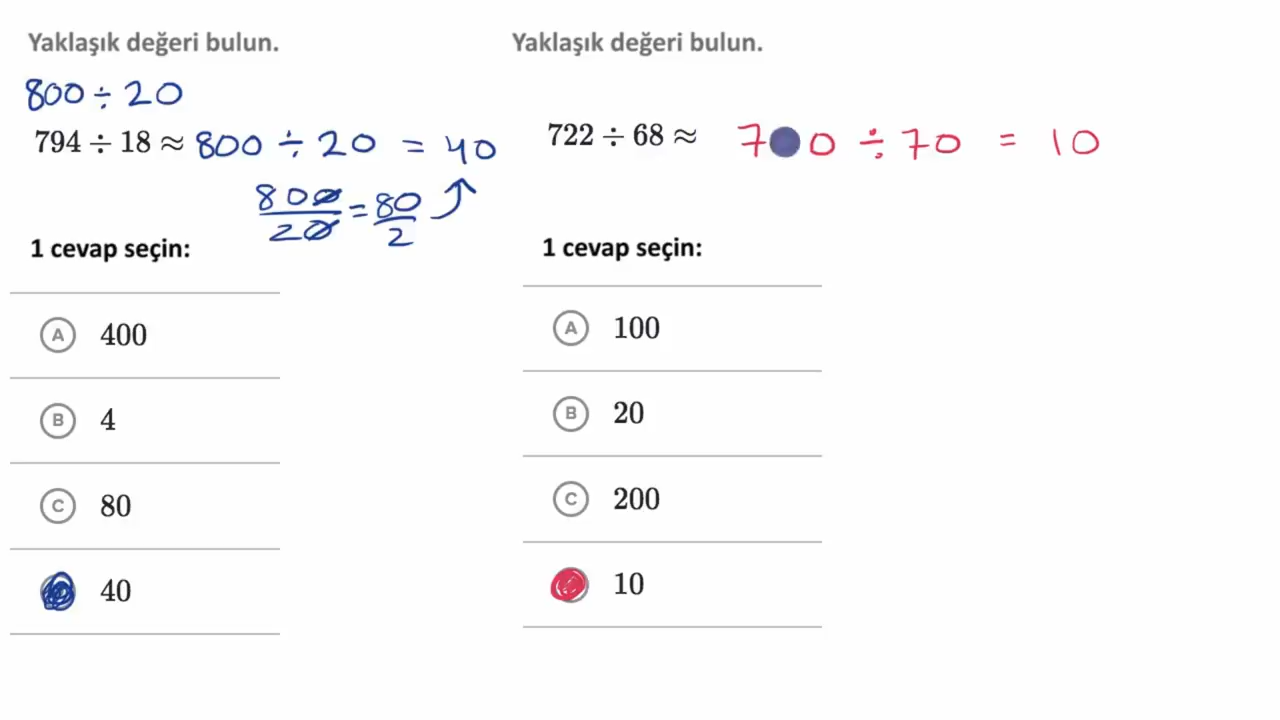 Yaklaşık değeri bulun.
800 ÷ 20
794 ÷ 18 ≈ 800 ÷ 20 = 40
800/20 = 80/2
1 cevap seçin:
A 400
B 4
C 80
40
Yaklaşık değeri bulun.
722 ÷ 68 ≈ 7 0 ÷ 70 = 10
1 cevap seçin:
A 100
B 20
C 200
10